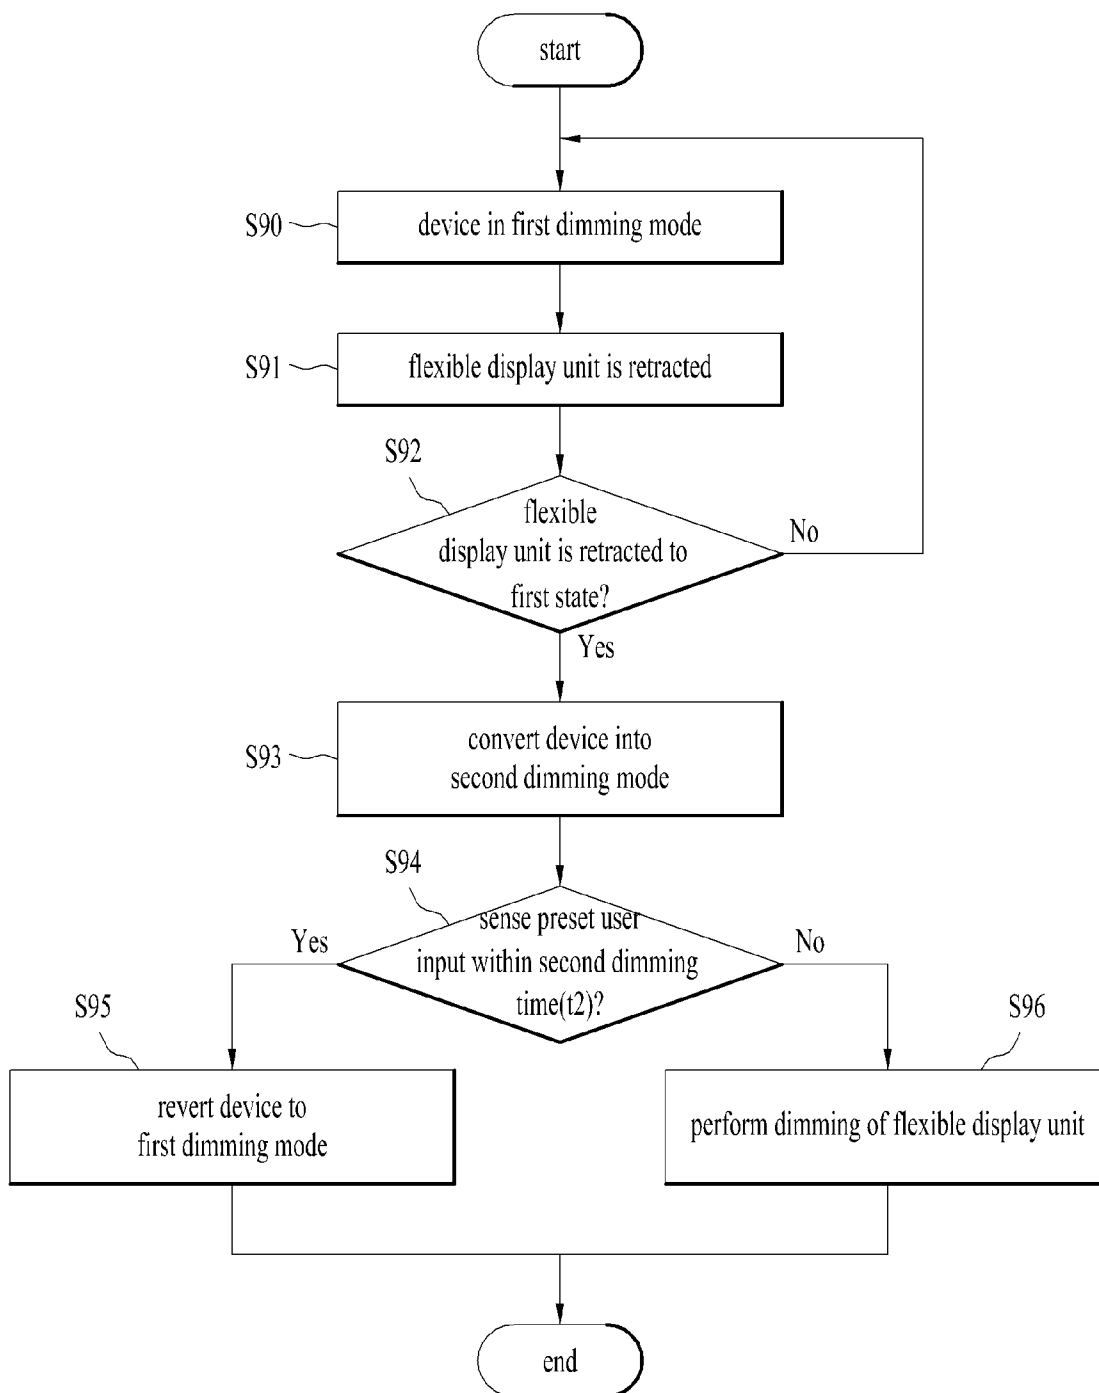 start
S90
device in first dimming mode
S91
flexible display unit is retracted
S92
flexible
display unit is retracted to
first state?
No
Yes
S93
convert device into
second dimming mode
S94
sense preset user
input within second dimming
time(t2)?
Yes
No
S95
revert device to
first dimming mode
S96
perform dimming of flexible display unit
end